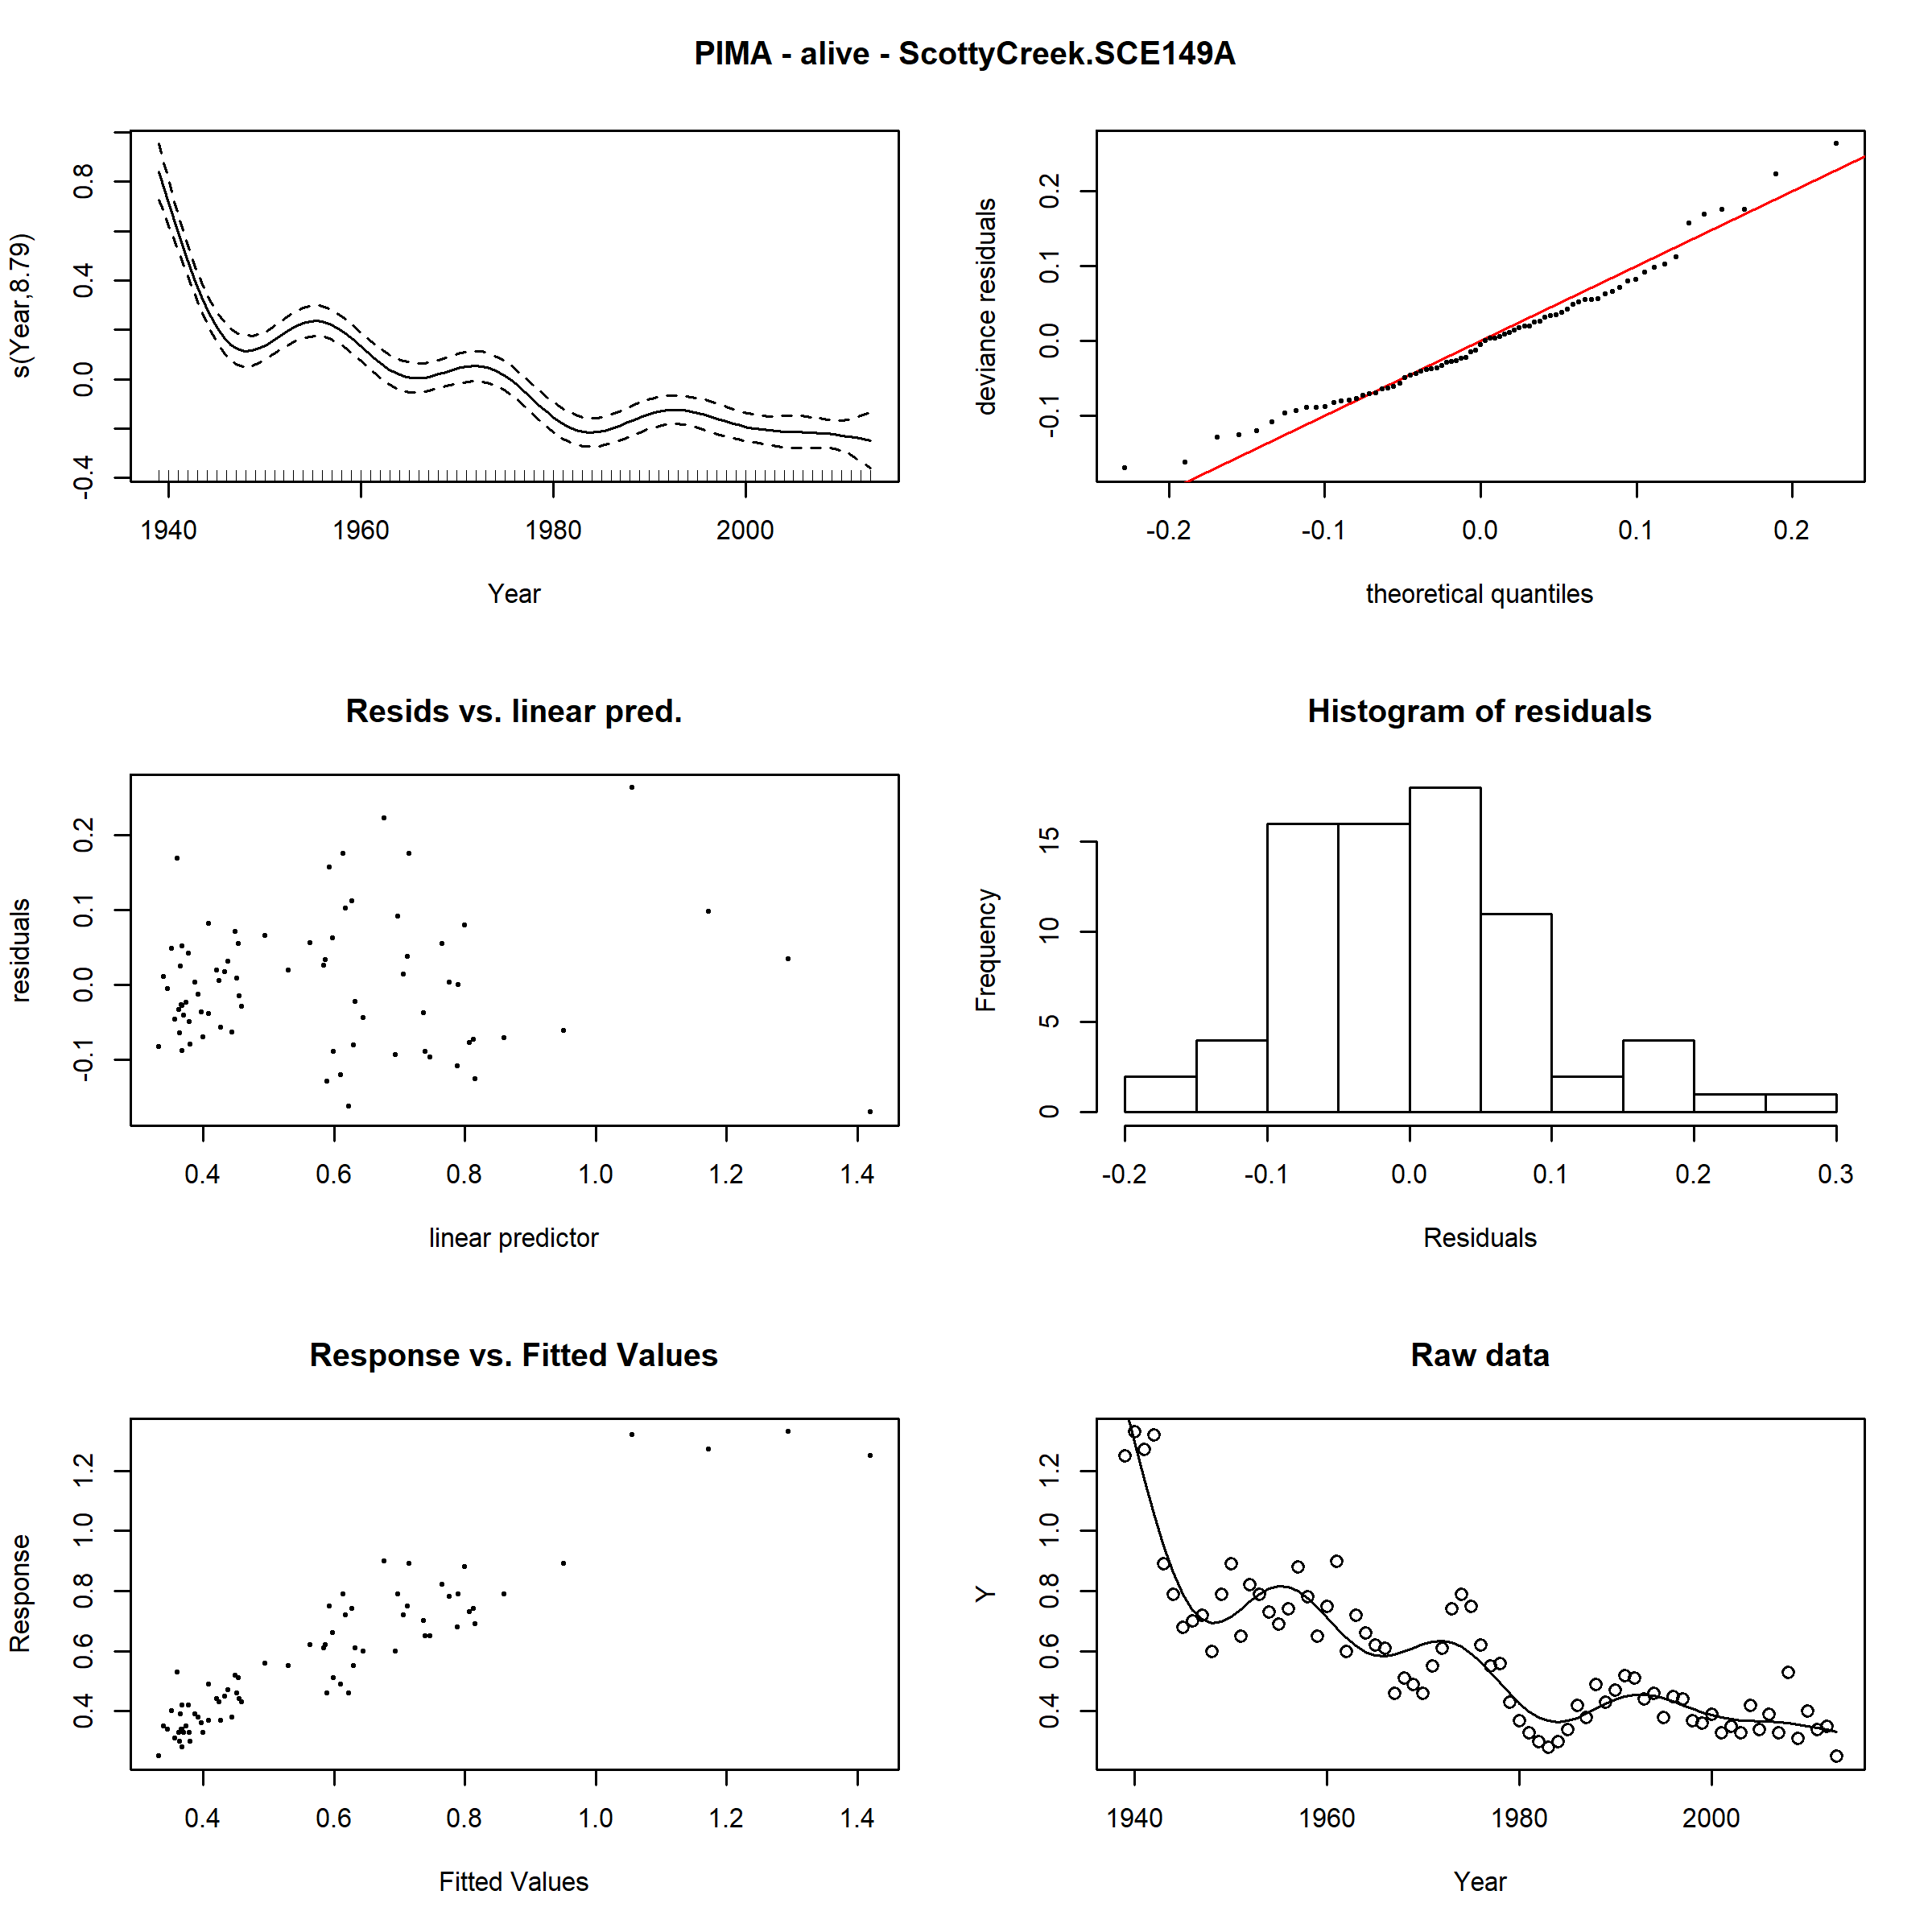 PIMA - alive - ScottyCreek.SCE149A
s(Year,8.79)
-0.4 0.0 0.4 0.8
1940 1960 1980 2000
Year
deviance residuals
-0.1 0.0 0.1 0.2
-0.2 -0.1 0.0 0.1 0.2
theoretical quantiles
Resids vs. linear pred.
residuals
-0.1 0.0 0.1 0.2
0.4 0.6 0.8 1.0 1.2 1.4
linear predictor
Histogram of residuals
Frequency
0 5 10 15
-0.2 -0.1 0.0 0.1 0.2 0.3
Residuals
Response vs. Fitted Values
Response
0.4 0.6 0.8 1.0 1.2
0.4 0.6 0.8 1.0 1.2 1.4
Fitted Values
Raw data
Y
0.4 0.6 0.8 1.0 1.2
1940 1960 1980 2000
Year